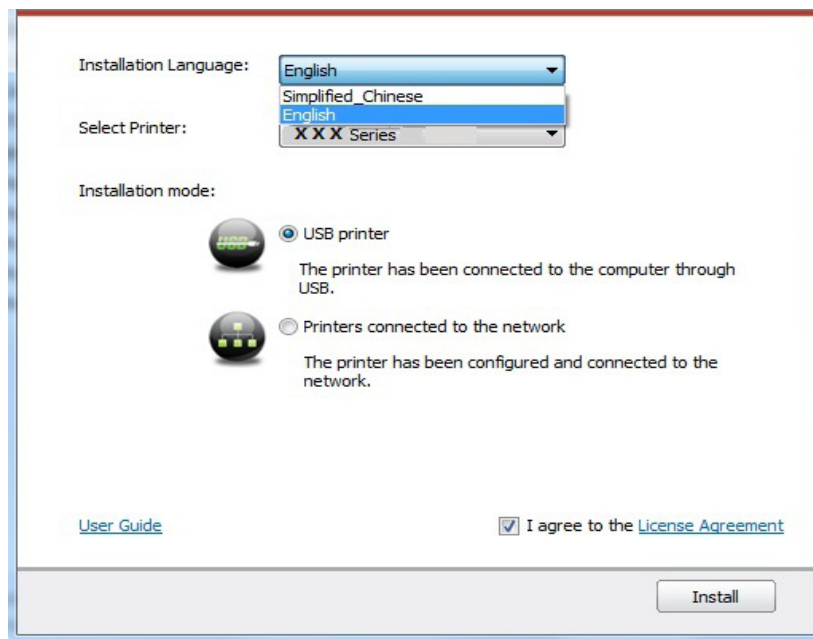 Installation Language:
English
Simplified_Chinese
English
Select Printer:
X X X Series
Installation mode:
USB
USB printer
The printer has been connected to the computer through
USB.
Printers connected to the network
The printer has been configured and connected to the
network.
User Guide
I agree to the License Agreement
Install